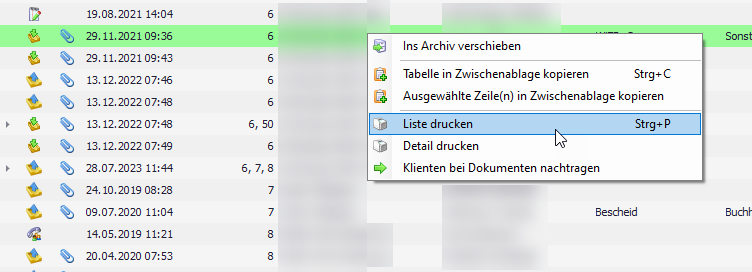 19.08.2021 14:04 6
29.11.2021 09:36 6 Sonst
Ins Archiv verschieben
29.11.2021 09:43 6
13.12.2022 07:46 6 Tabelle in Zwischenablage kopieren Strg+C
13.12.2022 07:48 6 Ausgewählte Zeile(n) in Zwischenablage kopieren
13.12.2022 07:48 6, 50 Liste drucken Strg+P
13.12.2022 07:48 6 Detail drucken
28.07.2023 11:44 6, 7, 8 Klienten bei Dokumenten nachtragen
24.10.2019 08:28 7
09.07.2020 11:04 7 Bescheid Buchh
14.05.2019 11:21 8
20.04.2020 07:53 8